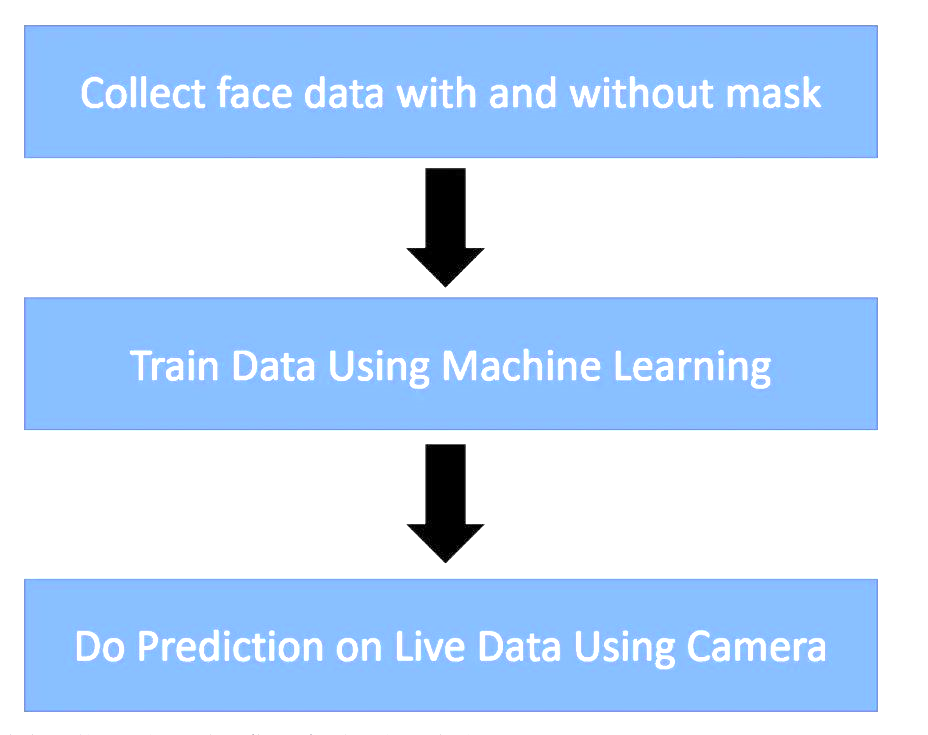 Collect face data with and without mask
Train Data Using Machine Learning
Do Prediction on Live Data Using Camera